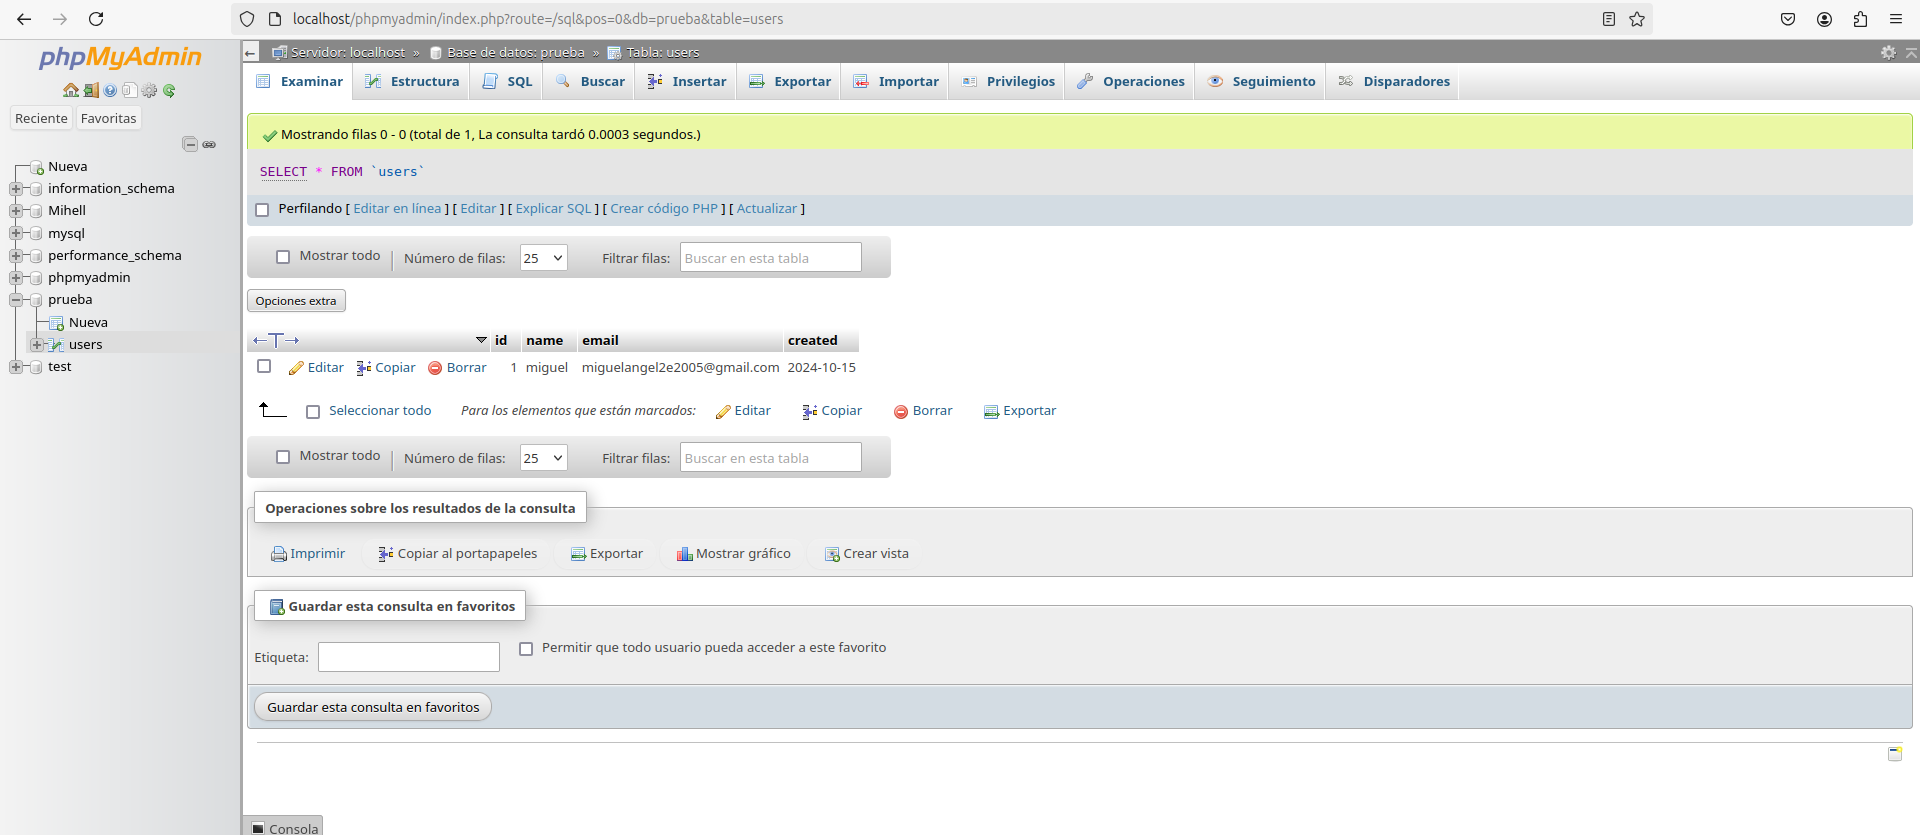 localhost/phpmyadmin/index.php?route=/sql&pos=0&db=prueba&table=users
phpMyAdmin
Reciente Favoritas
Nueva
information_schema
Mihell
mysql
performance_schema
phpmyadmin
prueba
Nueva
users
test
Servidor: localhost » Base de datos: prueba » Tabla: users
Examinar Estructura SQL Buscar Insertar Exportar Importar Privilegios Operaciones Seguimiento Disparadores
Mostrando filas 0 - 0 (total de 1, La consulta tardó 0.0003 segundos.)
SELECT * FROM `users`
Perfilando [ Editar en línea ] [ Editar ] [ Explicar SQL ] [ Crear código PHP ] [ Actualizar ]
Mostrar todo Número de filas: 25 Filtrar filas: Buscar en esta tabla
Opciones extra
id name email created
Editar Copiar Borrar 1 miguel miguelangel2e2005@gmail.com 2024-10-15
Seleccionar todo Para los elementos que están marcados: Editar Copiar Borrar Exportar
Mostrar todo Número de filas: 25 Filtrar filas: Buscar en esta tabla
Operaciones sobre los resultados de la consulta
Imprimir Copiar al portapapeles Exportar Mostrar gráfico Crear vista
Guardar esta consulta en favoritos
Etiqueta: Permitir que todo usuario pueda acceder a este favorito
Guardar esta consulta en favoritos
Consola